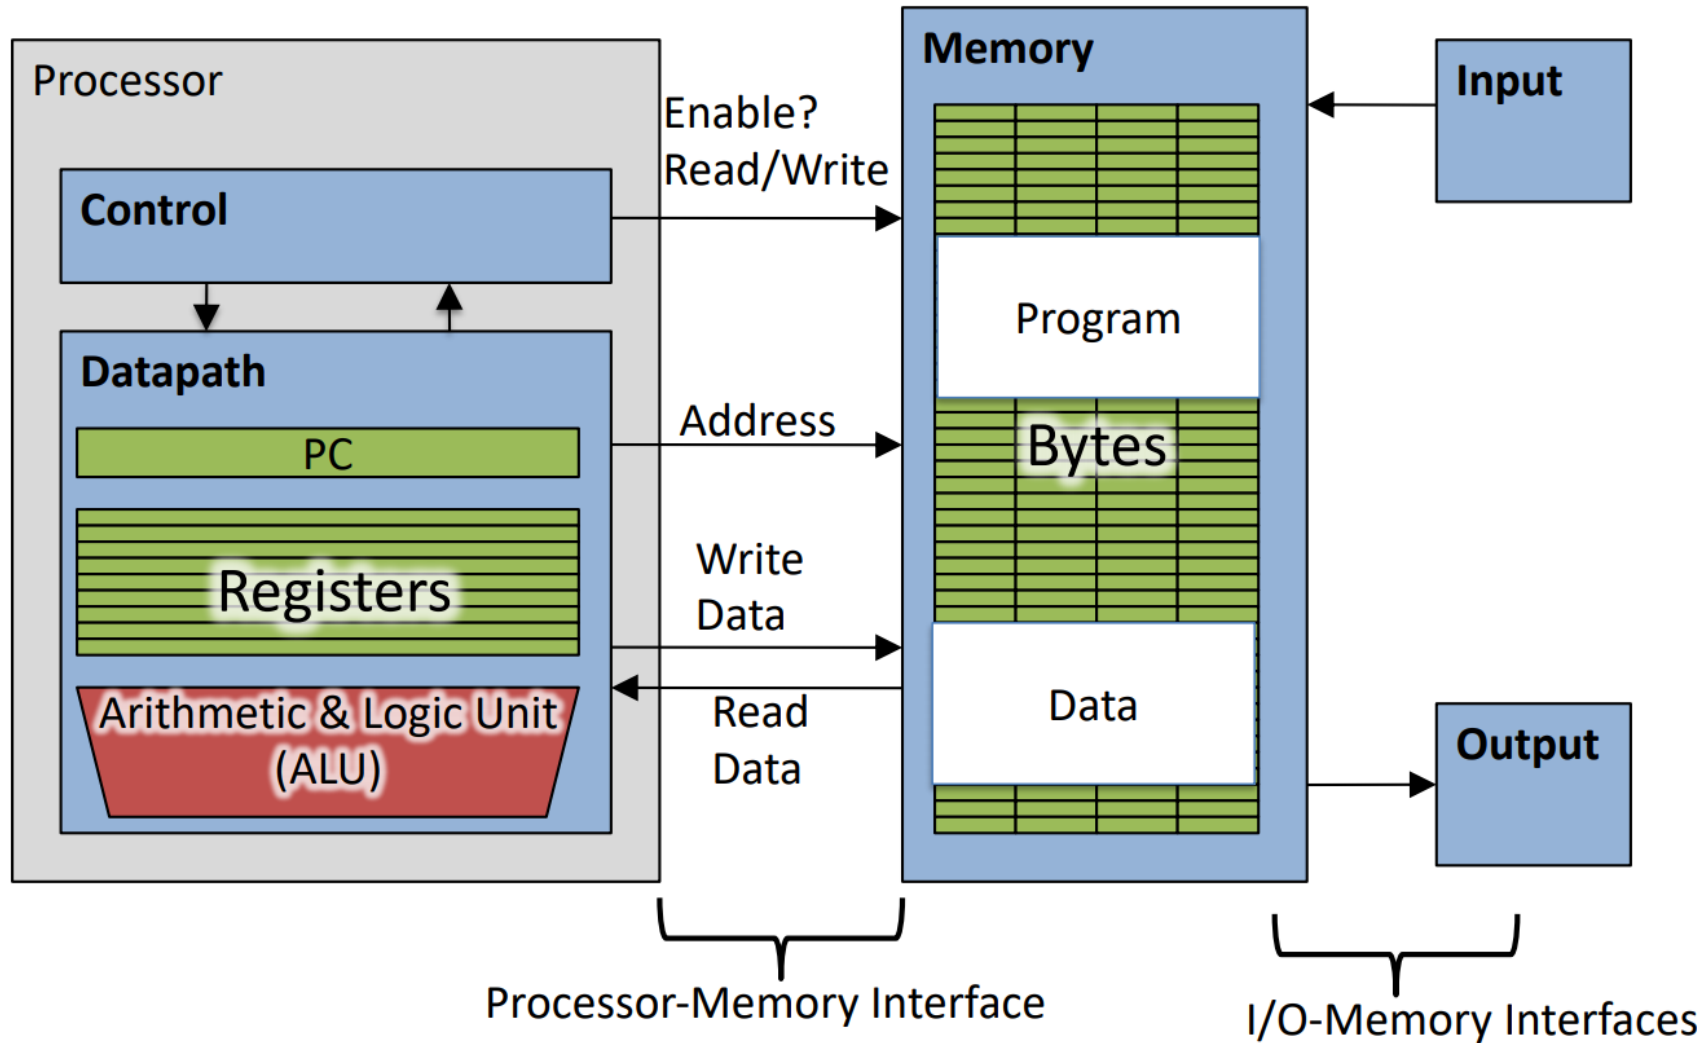 Processor
Control
Datapath
PC
Registers
Arithmetic & Logic Unit
(ALU)
Enable?
Read/Write
Address
Write
Data
Read
Data
Processor-Memory Interface
Memory
Program
Bytes
Data
Input
Output
I/O-Memory Interfaces